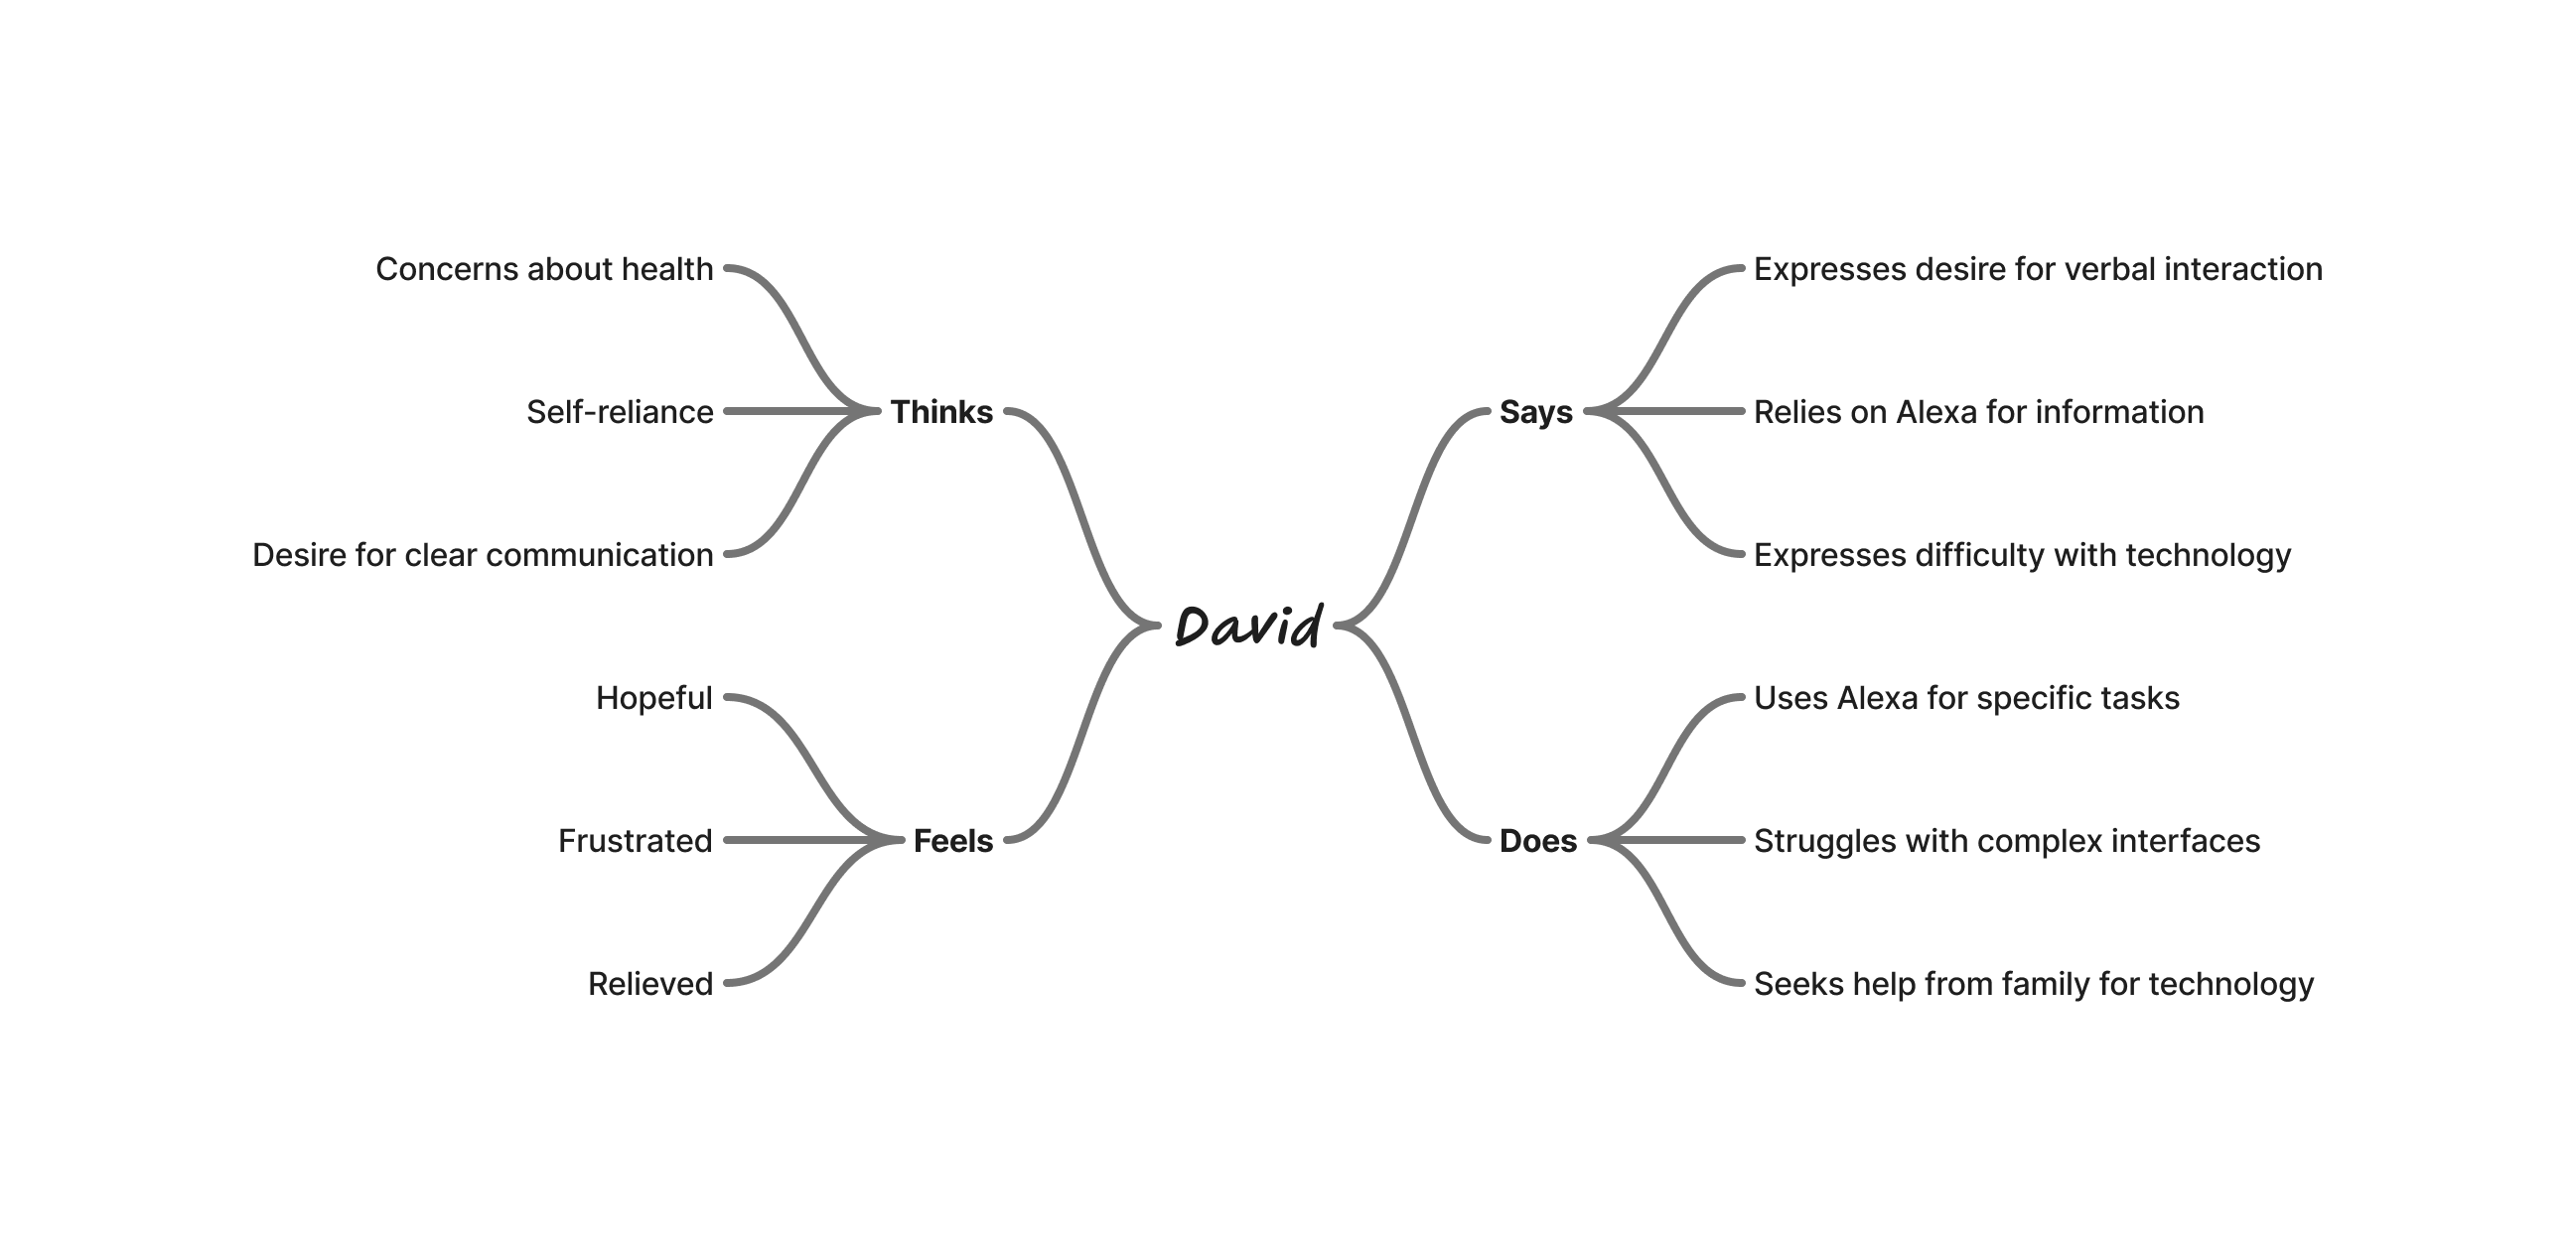 Concerns about health
Self-reliance
Desire for clear communication
Thinks
Hopeful
Frustrated
Relieved
Feels
David
Says
Expresses desire for verbal interaction
Relies on Alexa for information
Expresses difficulty with technology
Does
Uses Alexa for specific tasks
Struggles with complex interfaces
Seeks help from family for technology